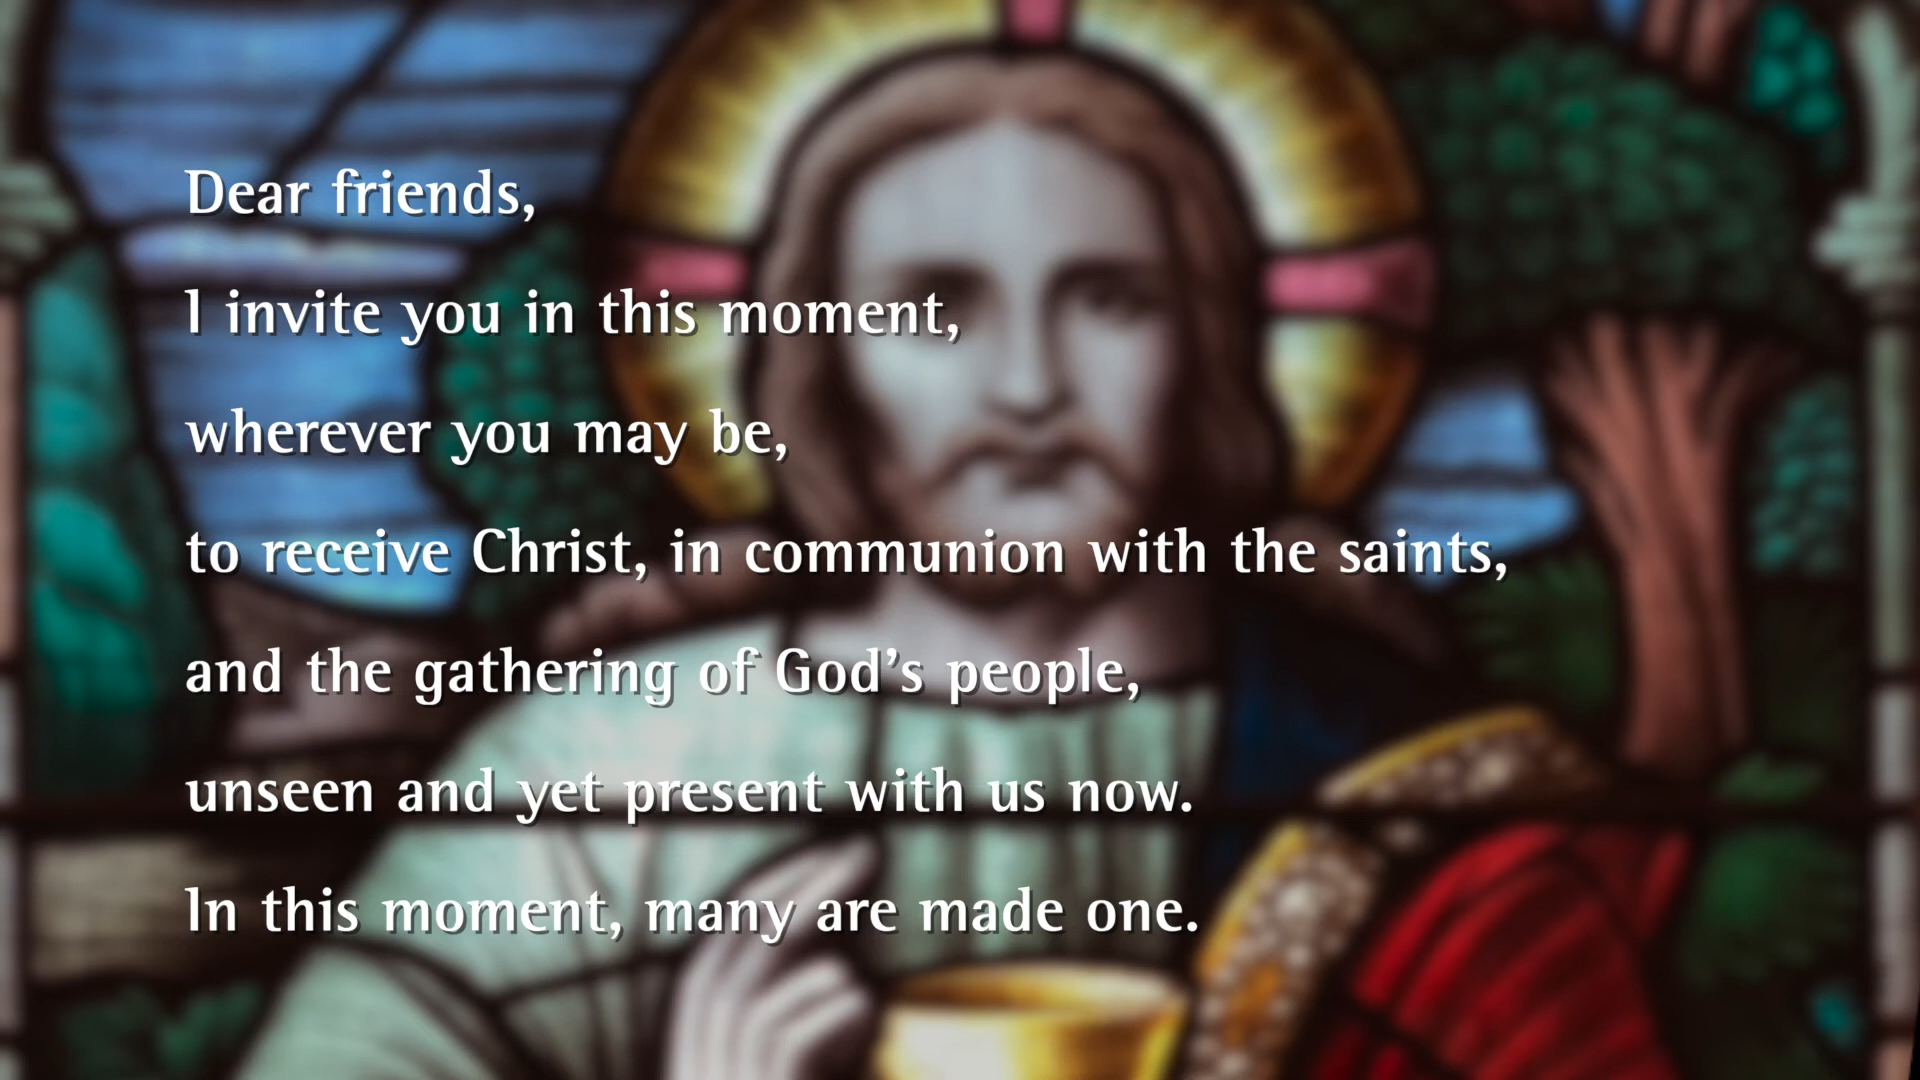 Dear friends,
I invite you in this moment,
wherever you may be,
to receive Christ, in communion with the saints,
and the gathering of God’s people,
unseen and yet present with us now.
In this moment, many are made one.